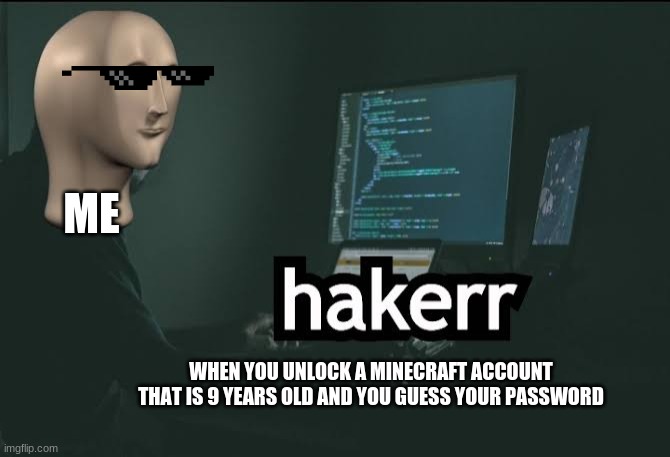 ME
hakerr
WHEN YOU UNLOCK A MINECRAFT ACCOUNT
THAT IS 9 YEARS OLD AND YOU GUESS YOUR PASSWORD
imgflip.com